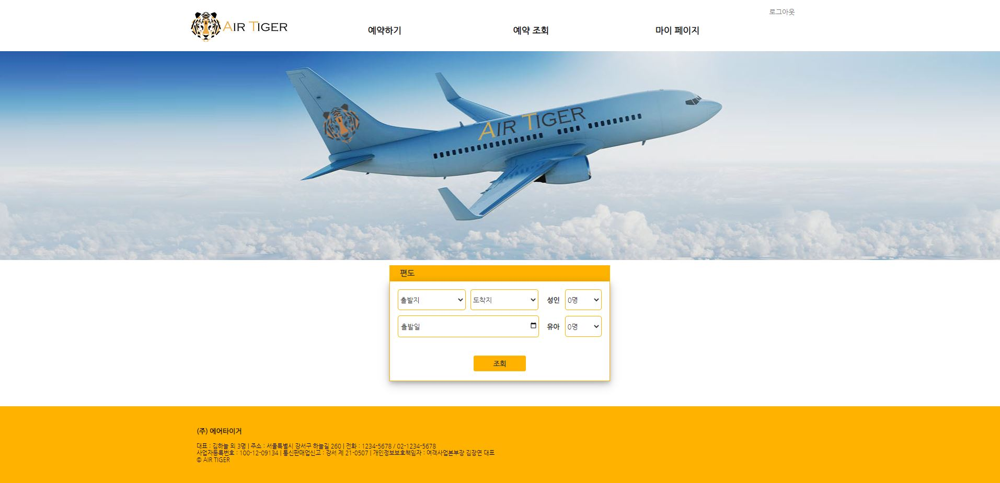 로그아웃
AIR TIGER
예약하기
예약 조회
마이 페이지
AIR TIGER
편도
출발지
도착지
성인
0명
출발일
유아
0명
조회
(주) 에어타이거
대표 : 김하늘 외 3명 | 주소 : 서울특별시 강서구 하늘길 260 | 전화 : 1234-5678 / 02-1234-5678
사업자등록번호 : 100-12-09134 | 통신판매업신고 : 강서 제 21-0507 | 개인정보보호책임자 : 여객사업본부장 김장연 대표
© AIR TIGER